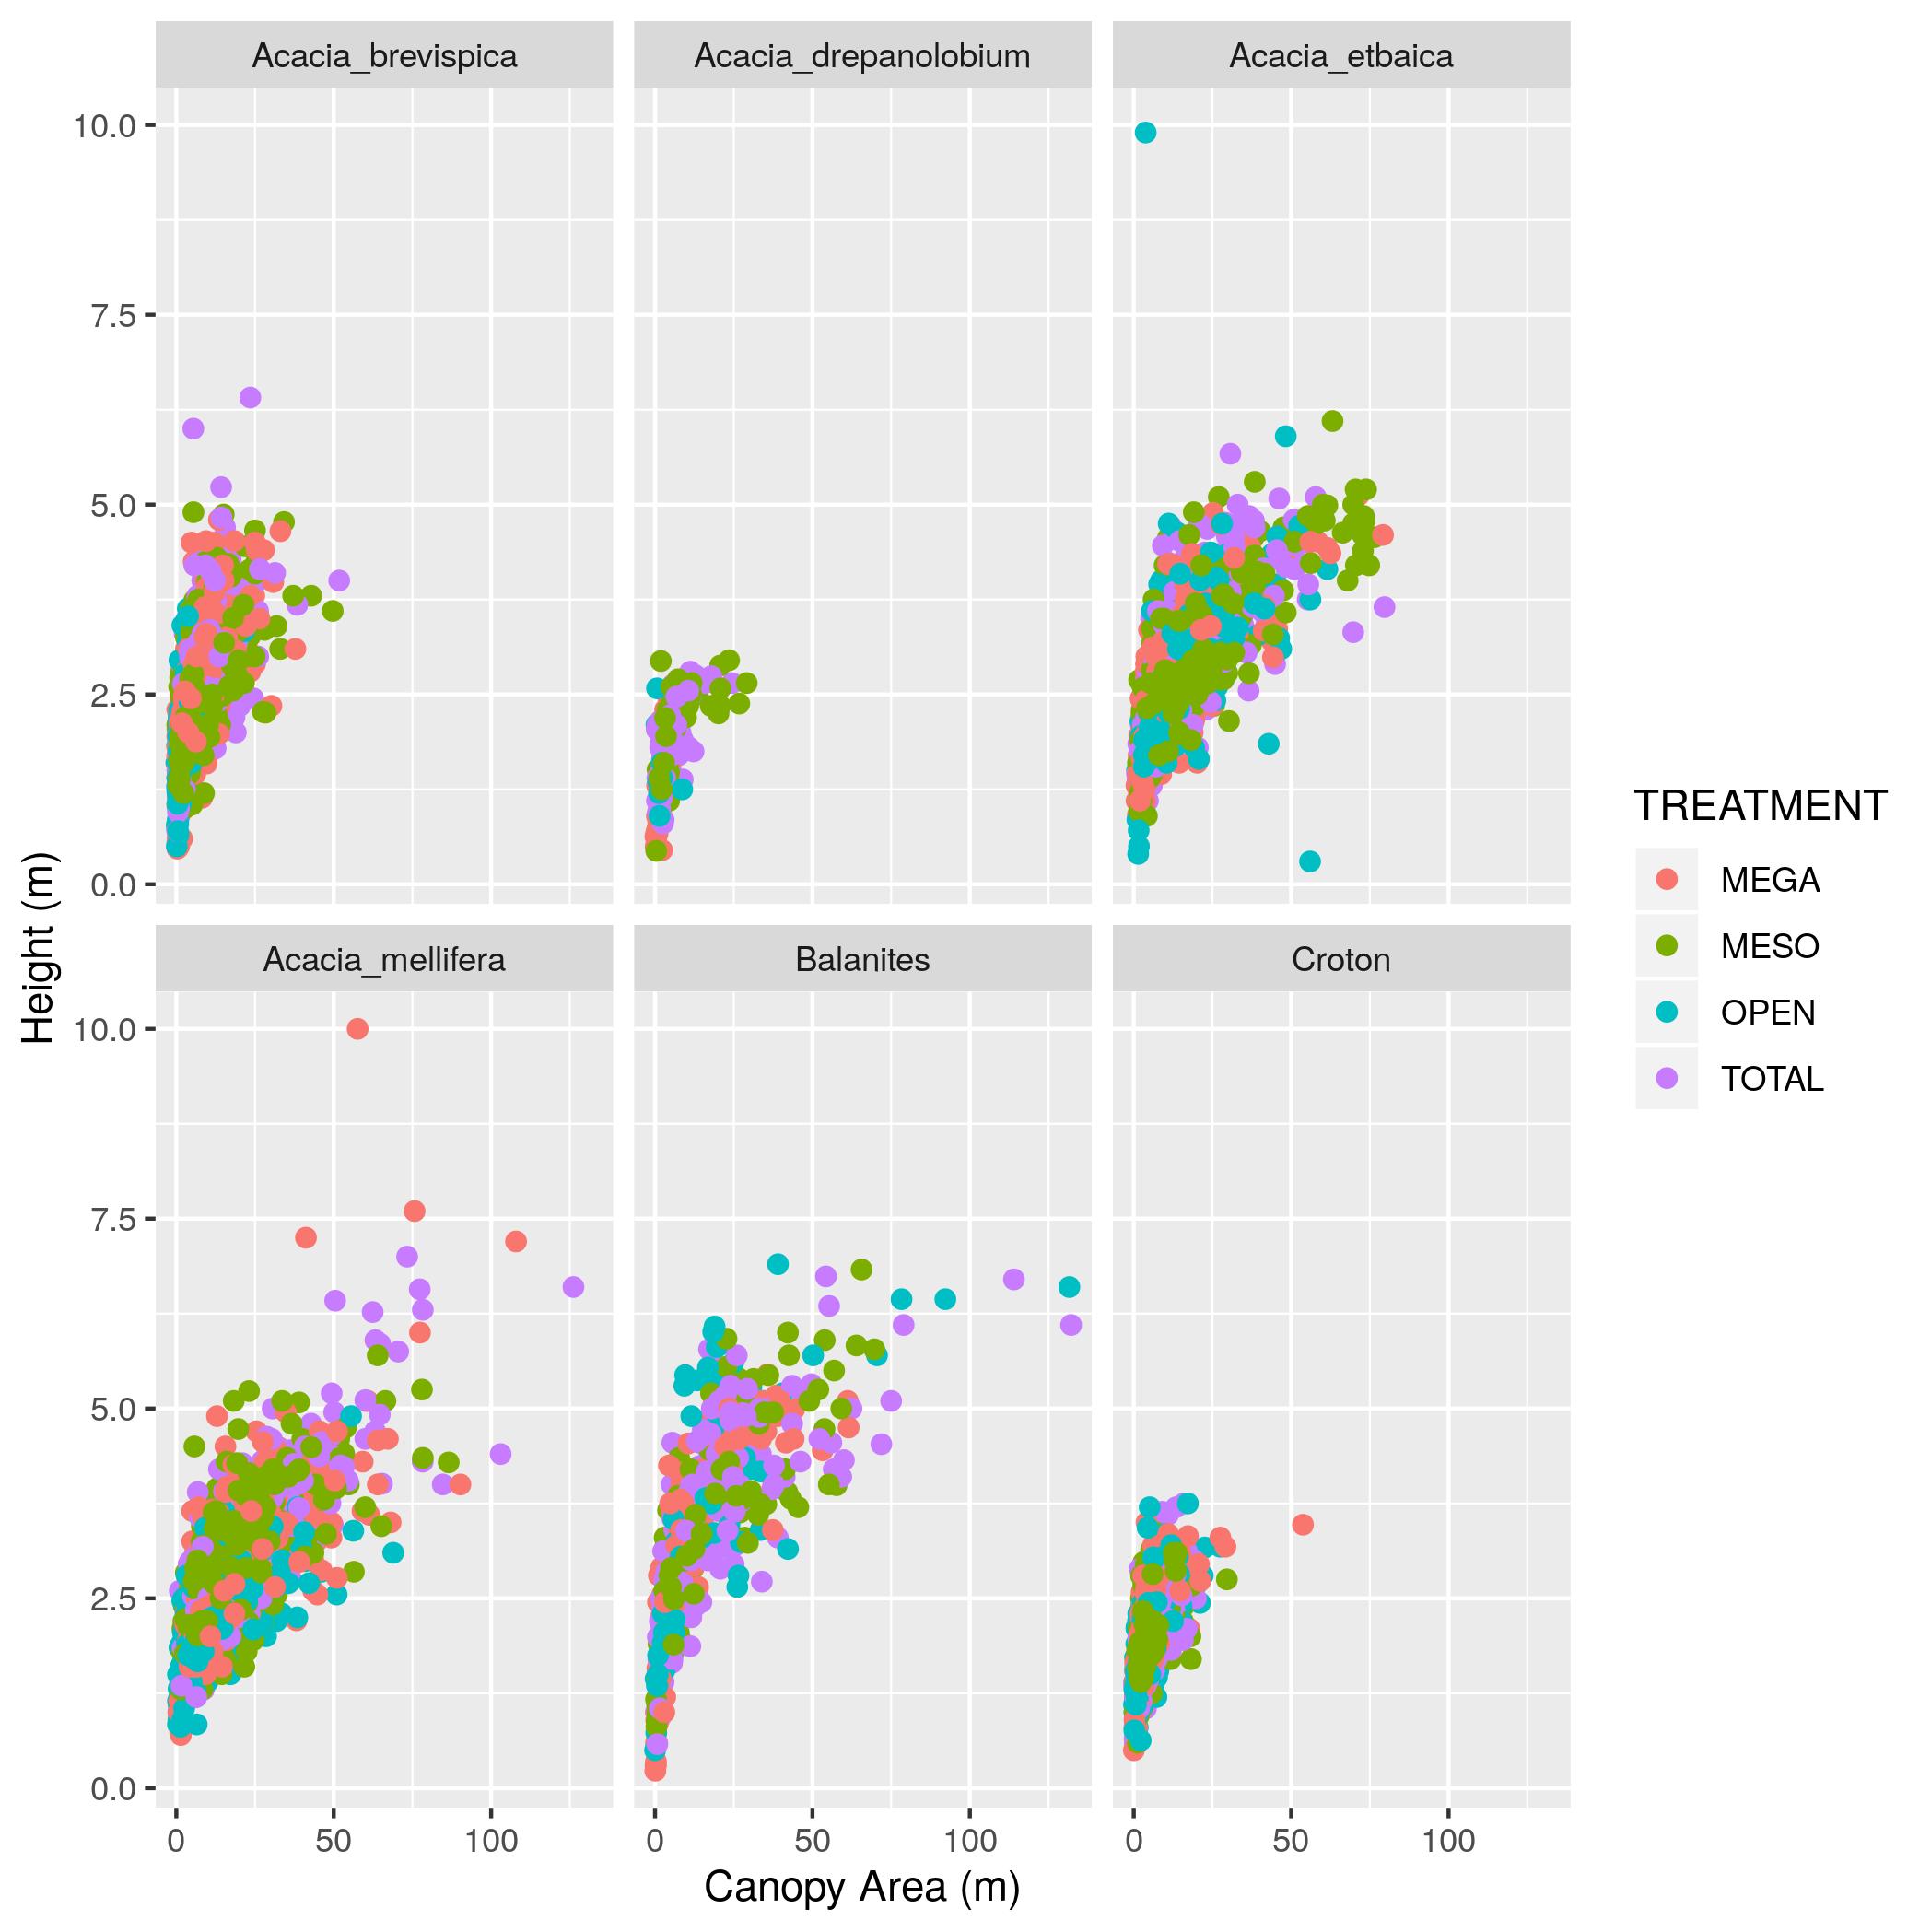 Acacia_brevispica Acacia_drepanolobium Acacia_etbaica
10.0
7.5
5.0
2.5
0.0
Acacia_mellifera Balanites Croton
10.0
7.5
5.0
2.5
0.0
0 50 100 0 50 100 0 50 100
Canopy Area (m)
Height (m)
TREATMENT
MEGA
MESO
OPEN
TOTAL